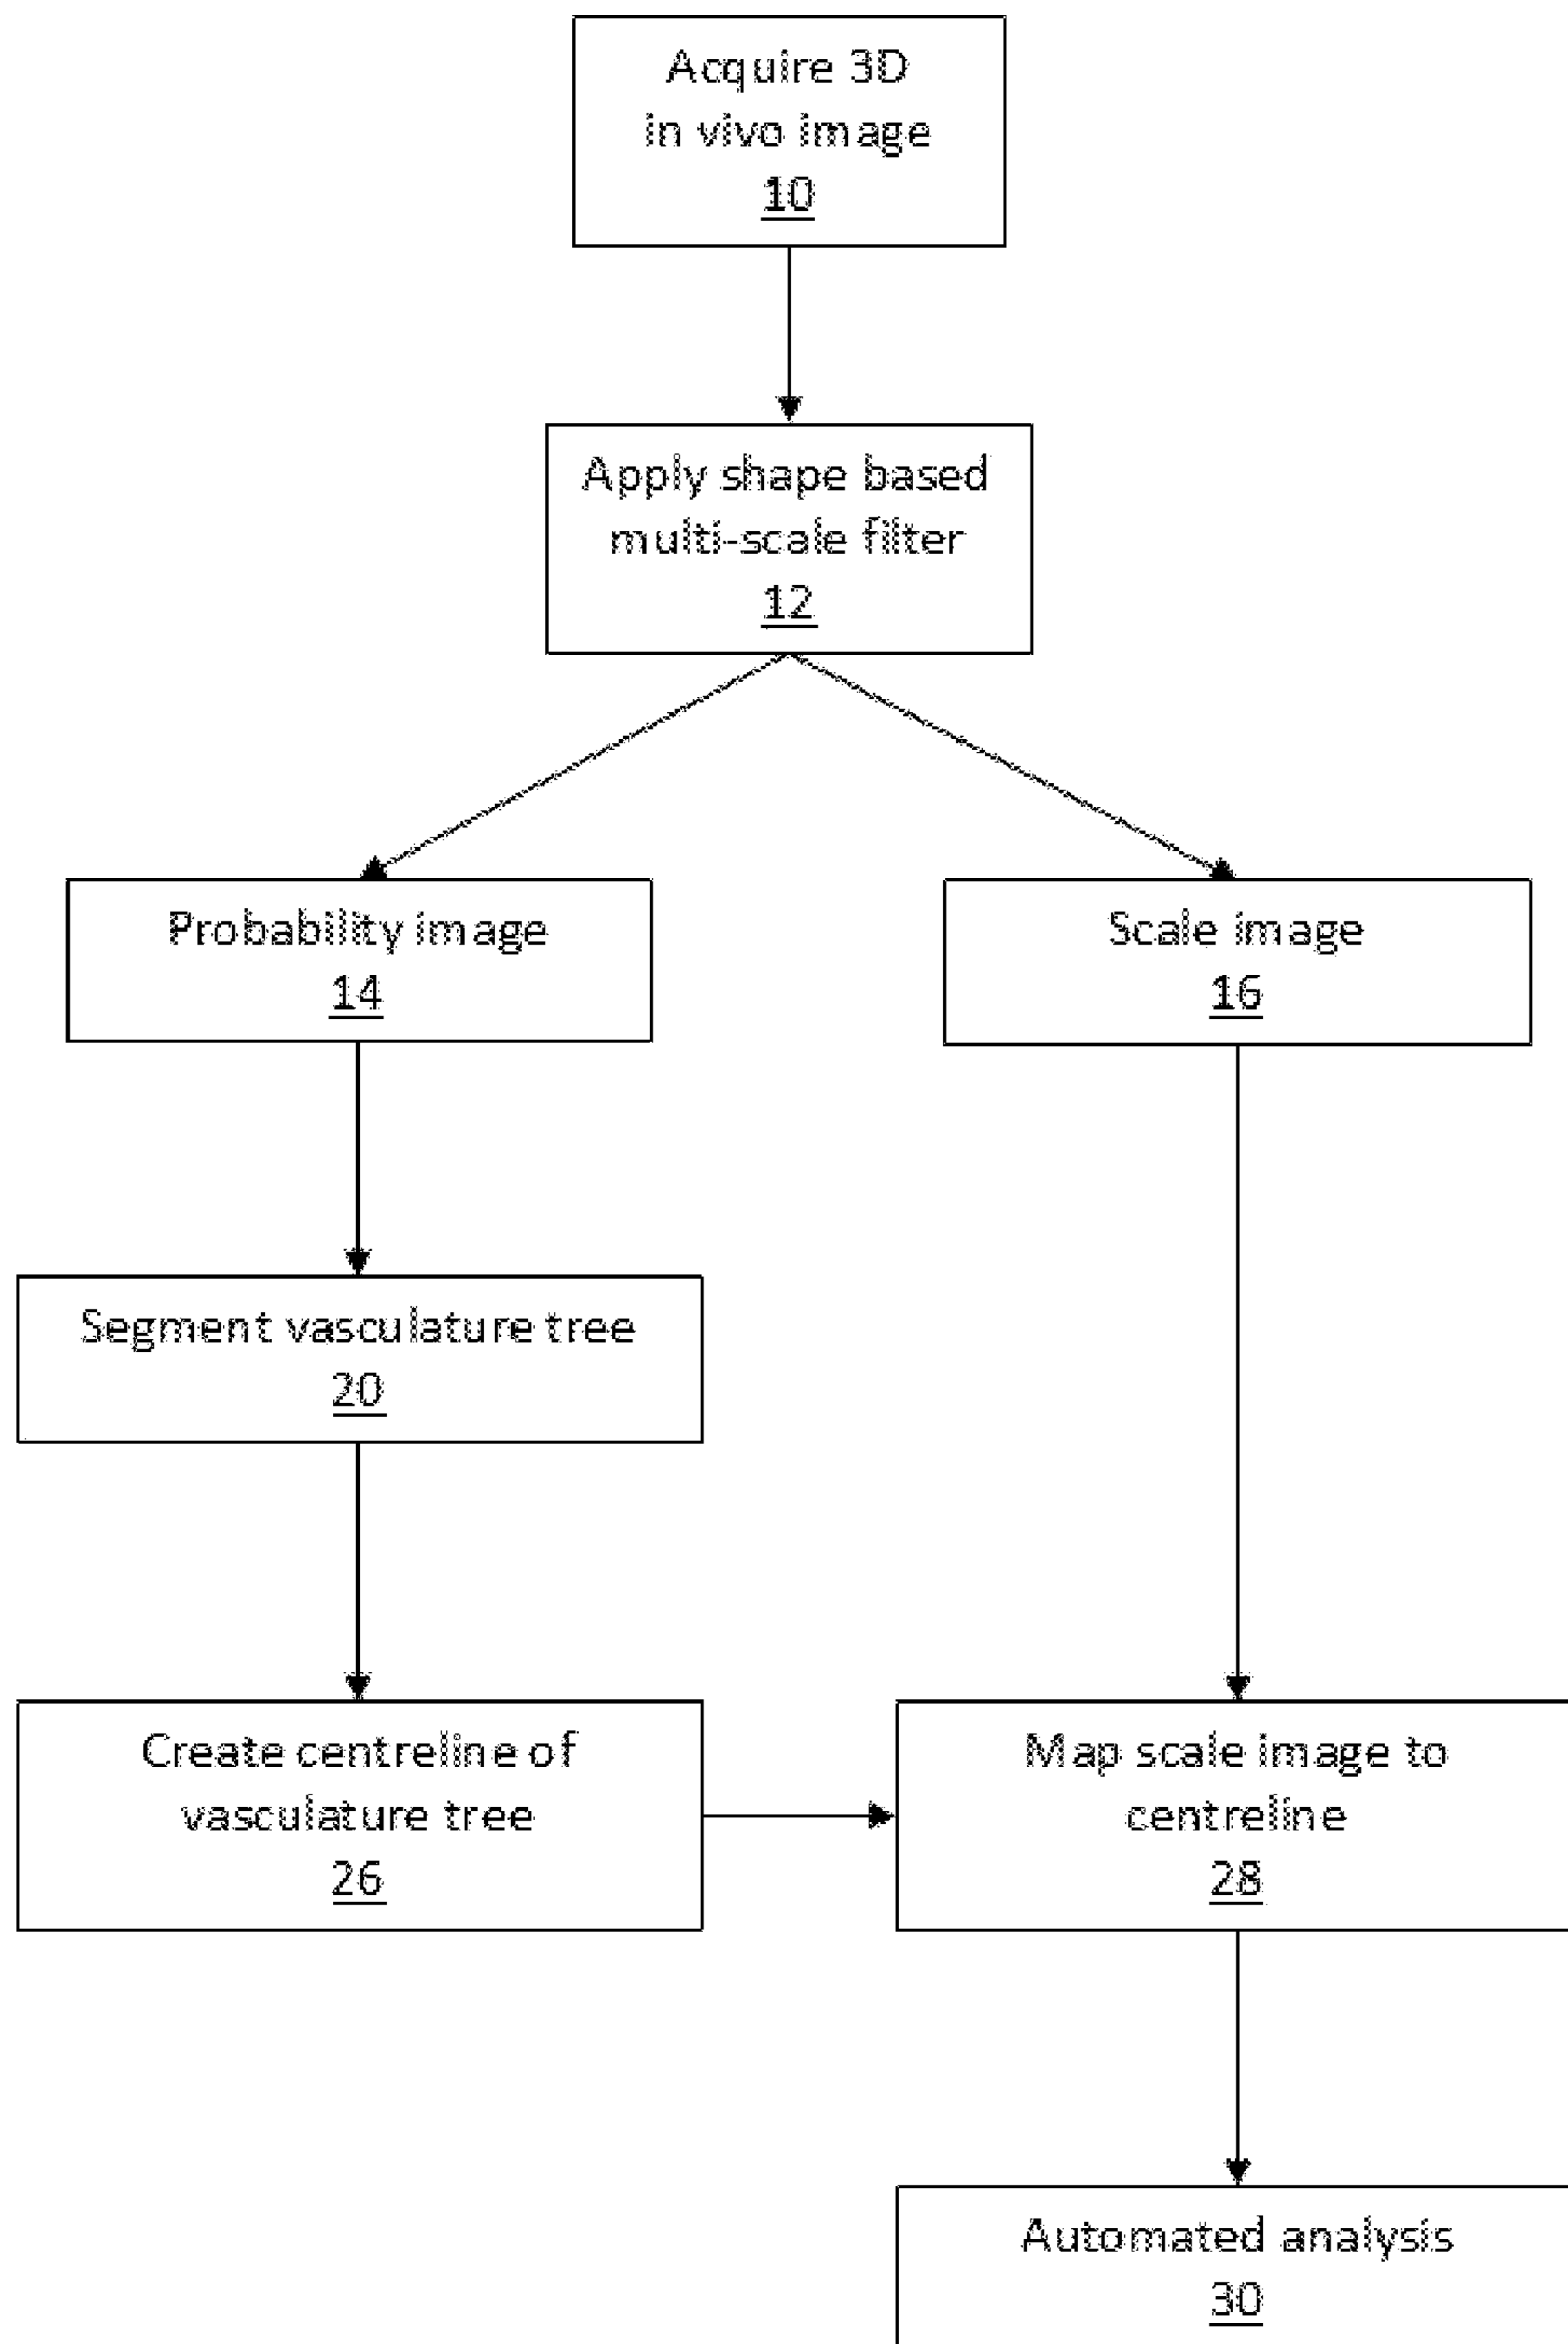 Acquire 3D
in vivo image
10
Apply shape based
multi-scale filter
12
Probability image
14
Scale image
16
Segment vasculature tree
20
Create centreline of
vasculature tree
26
Map scale image to
centreline
28
Automated analysis
30